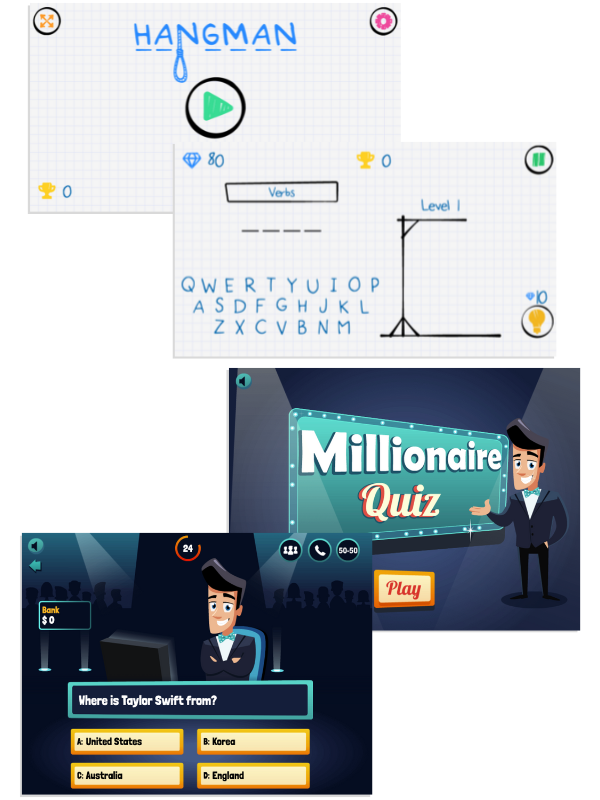 HANGMAN
0
80
0
Verbs
Level 1
Q W E R T Y U I O P
A S D F G H J K L
Z X C V B N M
10
Millionaire
Quiz
Play
24
50-50
Bank
$ 0
Where is Taylor Swift from?
A: United States
B: Korea
C: Australia
D: England